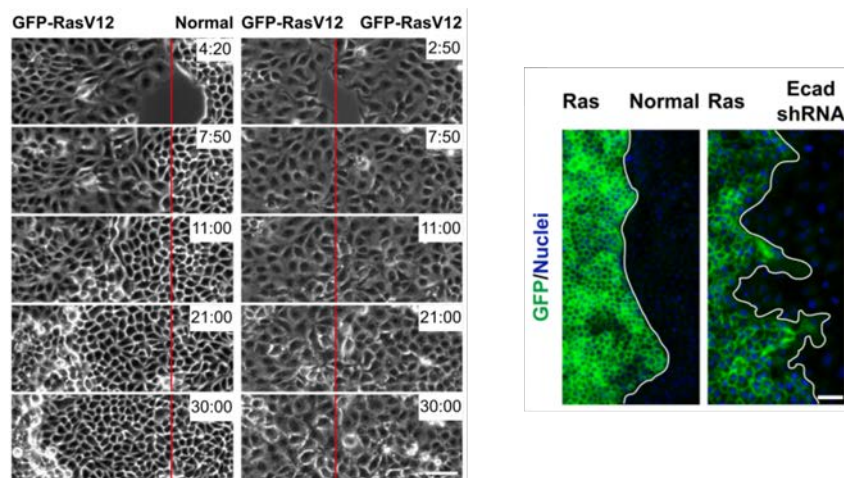 GFP-RasV12 Normal GFP-RasV12 GFP-RasV12
4:20 2:50
7:50 7:50
11:00 11:00
21:00 21:00
30:00 30:00
Ras Normal Ras Ecad
shRNA
GFP/Nuclei